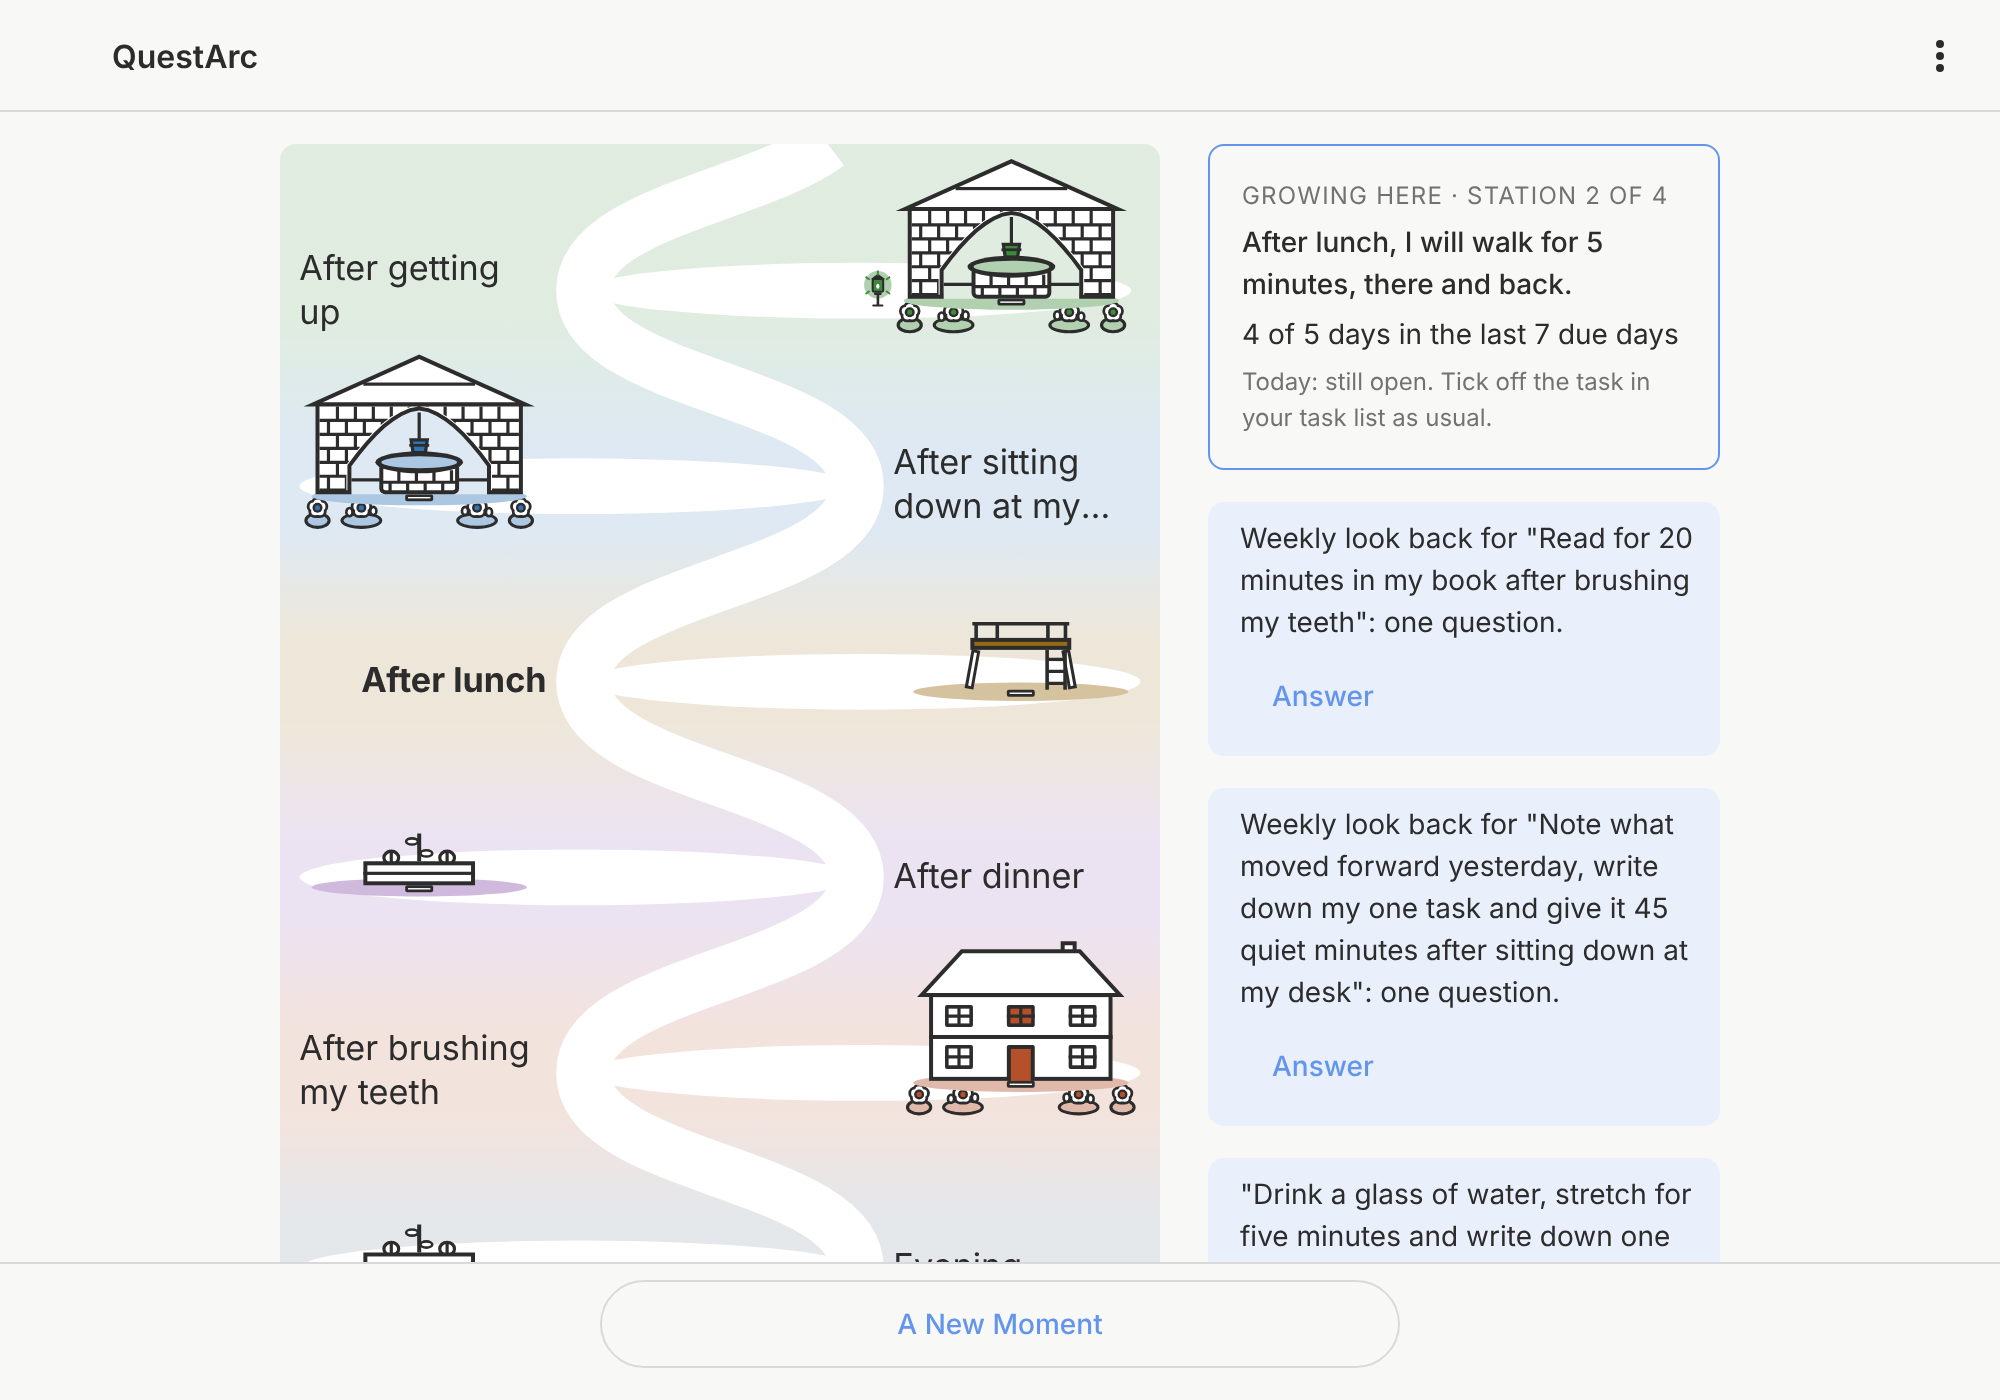 QuestArc
After getting
up
After sitting
down at my...
After lunch
After dinner
After brushing
my teeth
Evening
GROWING HERE · STATION 2 OF 4
After lunch, I will walk for 5
minutes, there and back.
4 of 5 days in the last 7 due days
Today: still open. Tick off the task in
your task list as usual.
Weekly look back for "Read for 20
minutes in my book after brushing
my teeth": one question.
Answer
Weekly look back for "Note what
moved forward yesterday, write
down my one task and give it 45
quiet minutes after sitting down at
my desk": one question.
Answer
"Drink a glass of water, stretch for
five minutes and write down one
A New Moment